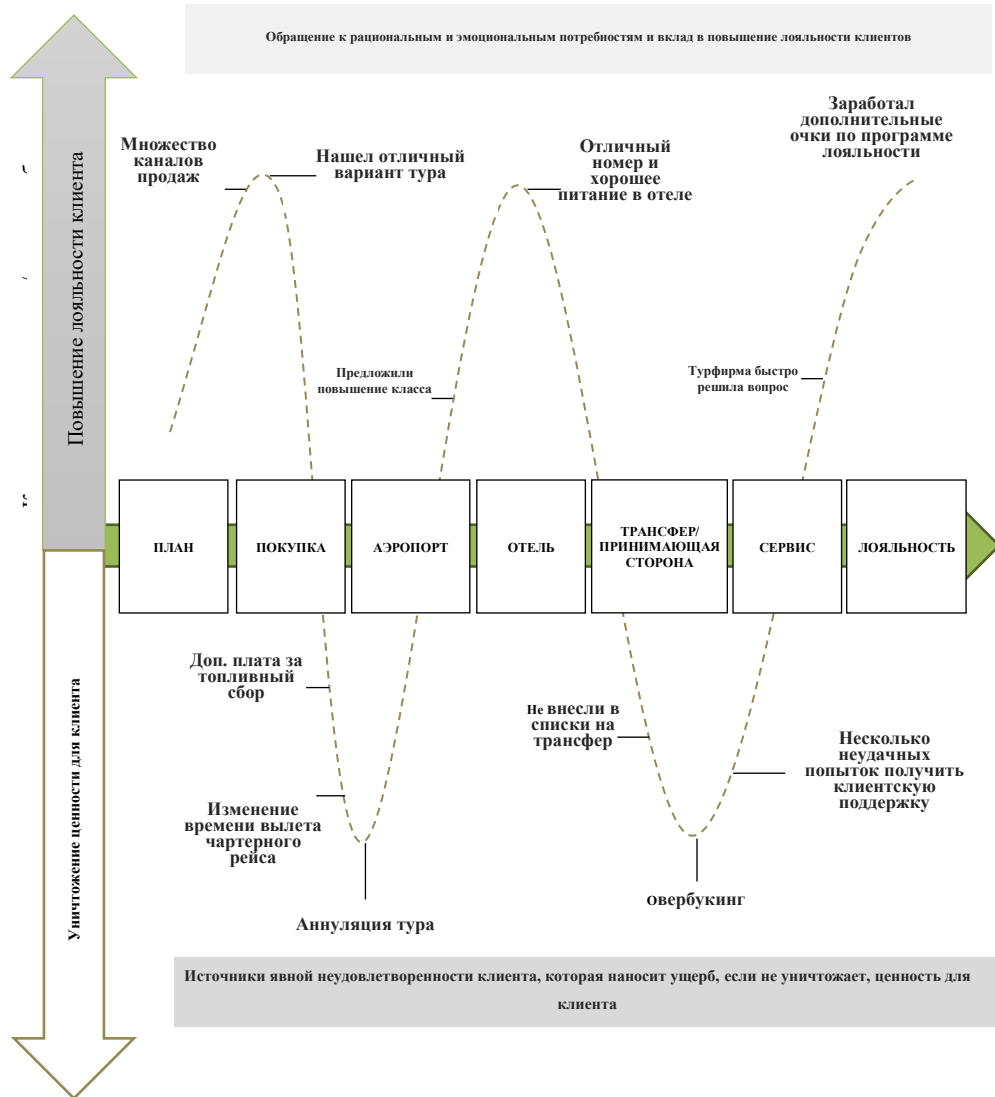 Обращение к рациональным и эмоциональным потребностям и вклад в повышение лояльности клиентов
Повышение лояльности клиента
Множество
каналов
продаж
Нашел отличный
вариант тура
Отличный
номер и
хорошее
питание в отеле
Заработал
дополнительные
очки по программе
лояльности
Предложили
повышение класса
Турфирма быстро
решила вопрос
ПЛАН
ПОКУПКА
АЭРОПОРТ
ОТЕЛЬ
ТРАНСФЕР/
ПРИНИМАЮЩАЯ
СТОРОНА
СЕРВИС
ЛОЯЛЬНОСТЬ
Уничтожение ценности для клиента
Доп. плата за
топливный
сбор
Изменение
времени вылета
чартерного
рейса
Аннуляция тура
Не внесли в
списки на
трансфер
овербукинг
Несколько
неудачных
попыток получить
клиентскую
поддержку
Источники явной неудовлетворенности клиента, которая наносит ущерб, если не уничтожает, ценность для
клиента